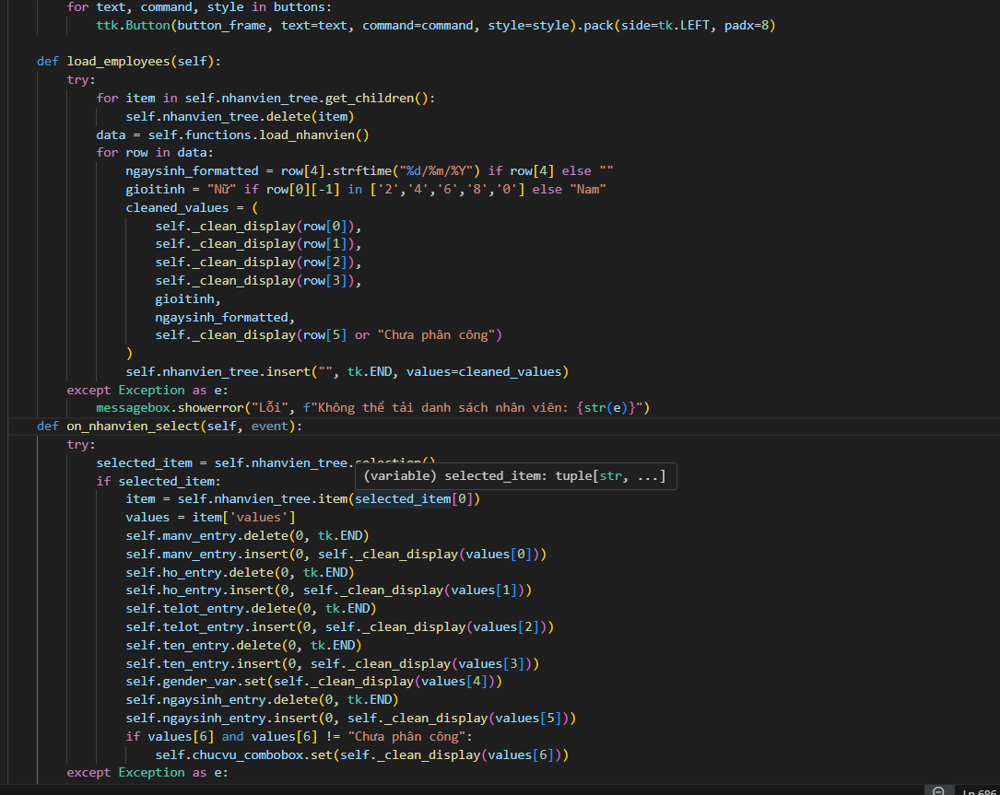 for text, command, style in buttons:
ttk.Button(button_frame, text=text, command=command, style=style).pack(side=tk.LEFT, padx=8)
def load_employees(self):
try:
for item in self.nhanvien_tree.get_children():
self.nhanvien_tree.delete(item)
data = self.functions.load_nhanvien()
for row in data:
ngaysinh_formatted = row[4].strftime("%d/%m/%Y") if row[4] else ""
gioitinh = "Nữ" if row[0][-1] in ['2','4','6','8','0'] else "Nam"
cleaned_values = (
self._clean_display(row[0]),
self._clean_display(row[1]),
self._clean_display(row[2]),
self._clean_display(row[3]),
gioitinh,
ngaysinh_formatted,
self._clean_display(row[5] or "Chưa phân công")
)
self.nhanvien_tree.insert("", tk.END, values=cleaned_values)
except Exception as e:
messagebox.showerror("Lỗi", f"Không thể tải danh sách nhân viên: {str(e)}")
def on_nhanvien_select(self, event):
try:
selected_item = self.nhanvien_tree.selection()
if selected_item:
(variable) selected_item: tuple[str, ...]
item = self.nhanvien_tree.item(selected_item[0])
values = item['values']
self.manv_entry.delete(0, tk.END)
self.manv_entry.insert(0, self._clean_display(values[0]))
self.ho_entry.delete(0, tk.END)
self.ho_entry.insert(0, self._clean_display(values[1]))
self.telot_entry.delete(0, tk.END)
self.telot_entry.insert(0, self._clean_display(values[2]))
self.ten_entry.delete(0, tk.END)
self.ten_entry.insert(0, self._clean_display(values[3]))
self.gender_var.set(self._clean_display(values[4]))
self.ngaysinh_entry.delete(0, tk.END)
self.ngaysinh_entry.insert(0, self._clean_display(values[5]))
if values[6] and values[6] != "Chưa phân công":
self.chucvu_combobox.set(self._clean_display(values[6]))
except Exception as e:
Ln 686